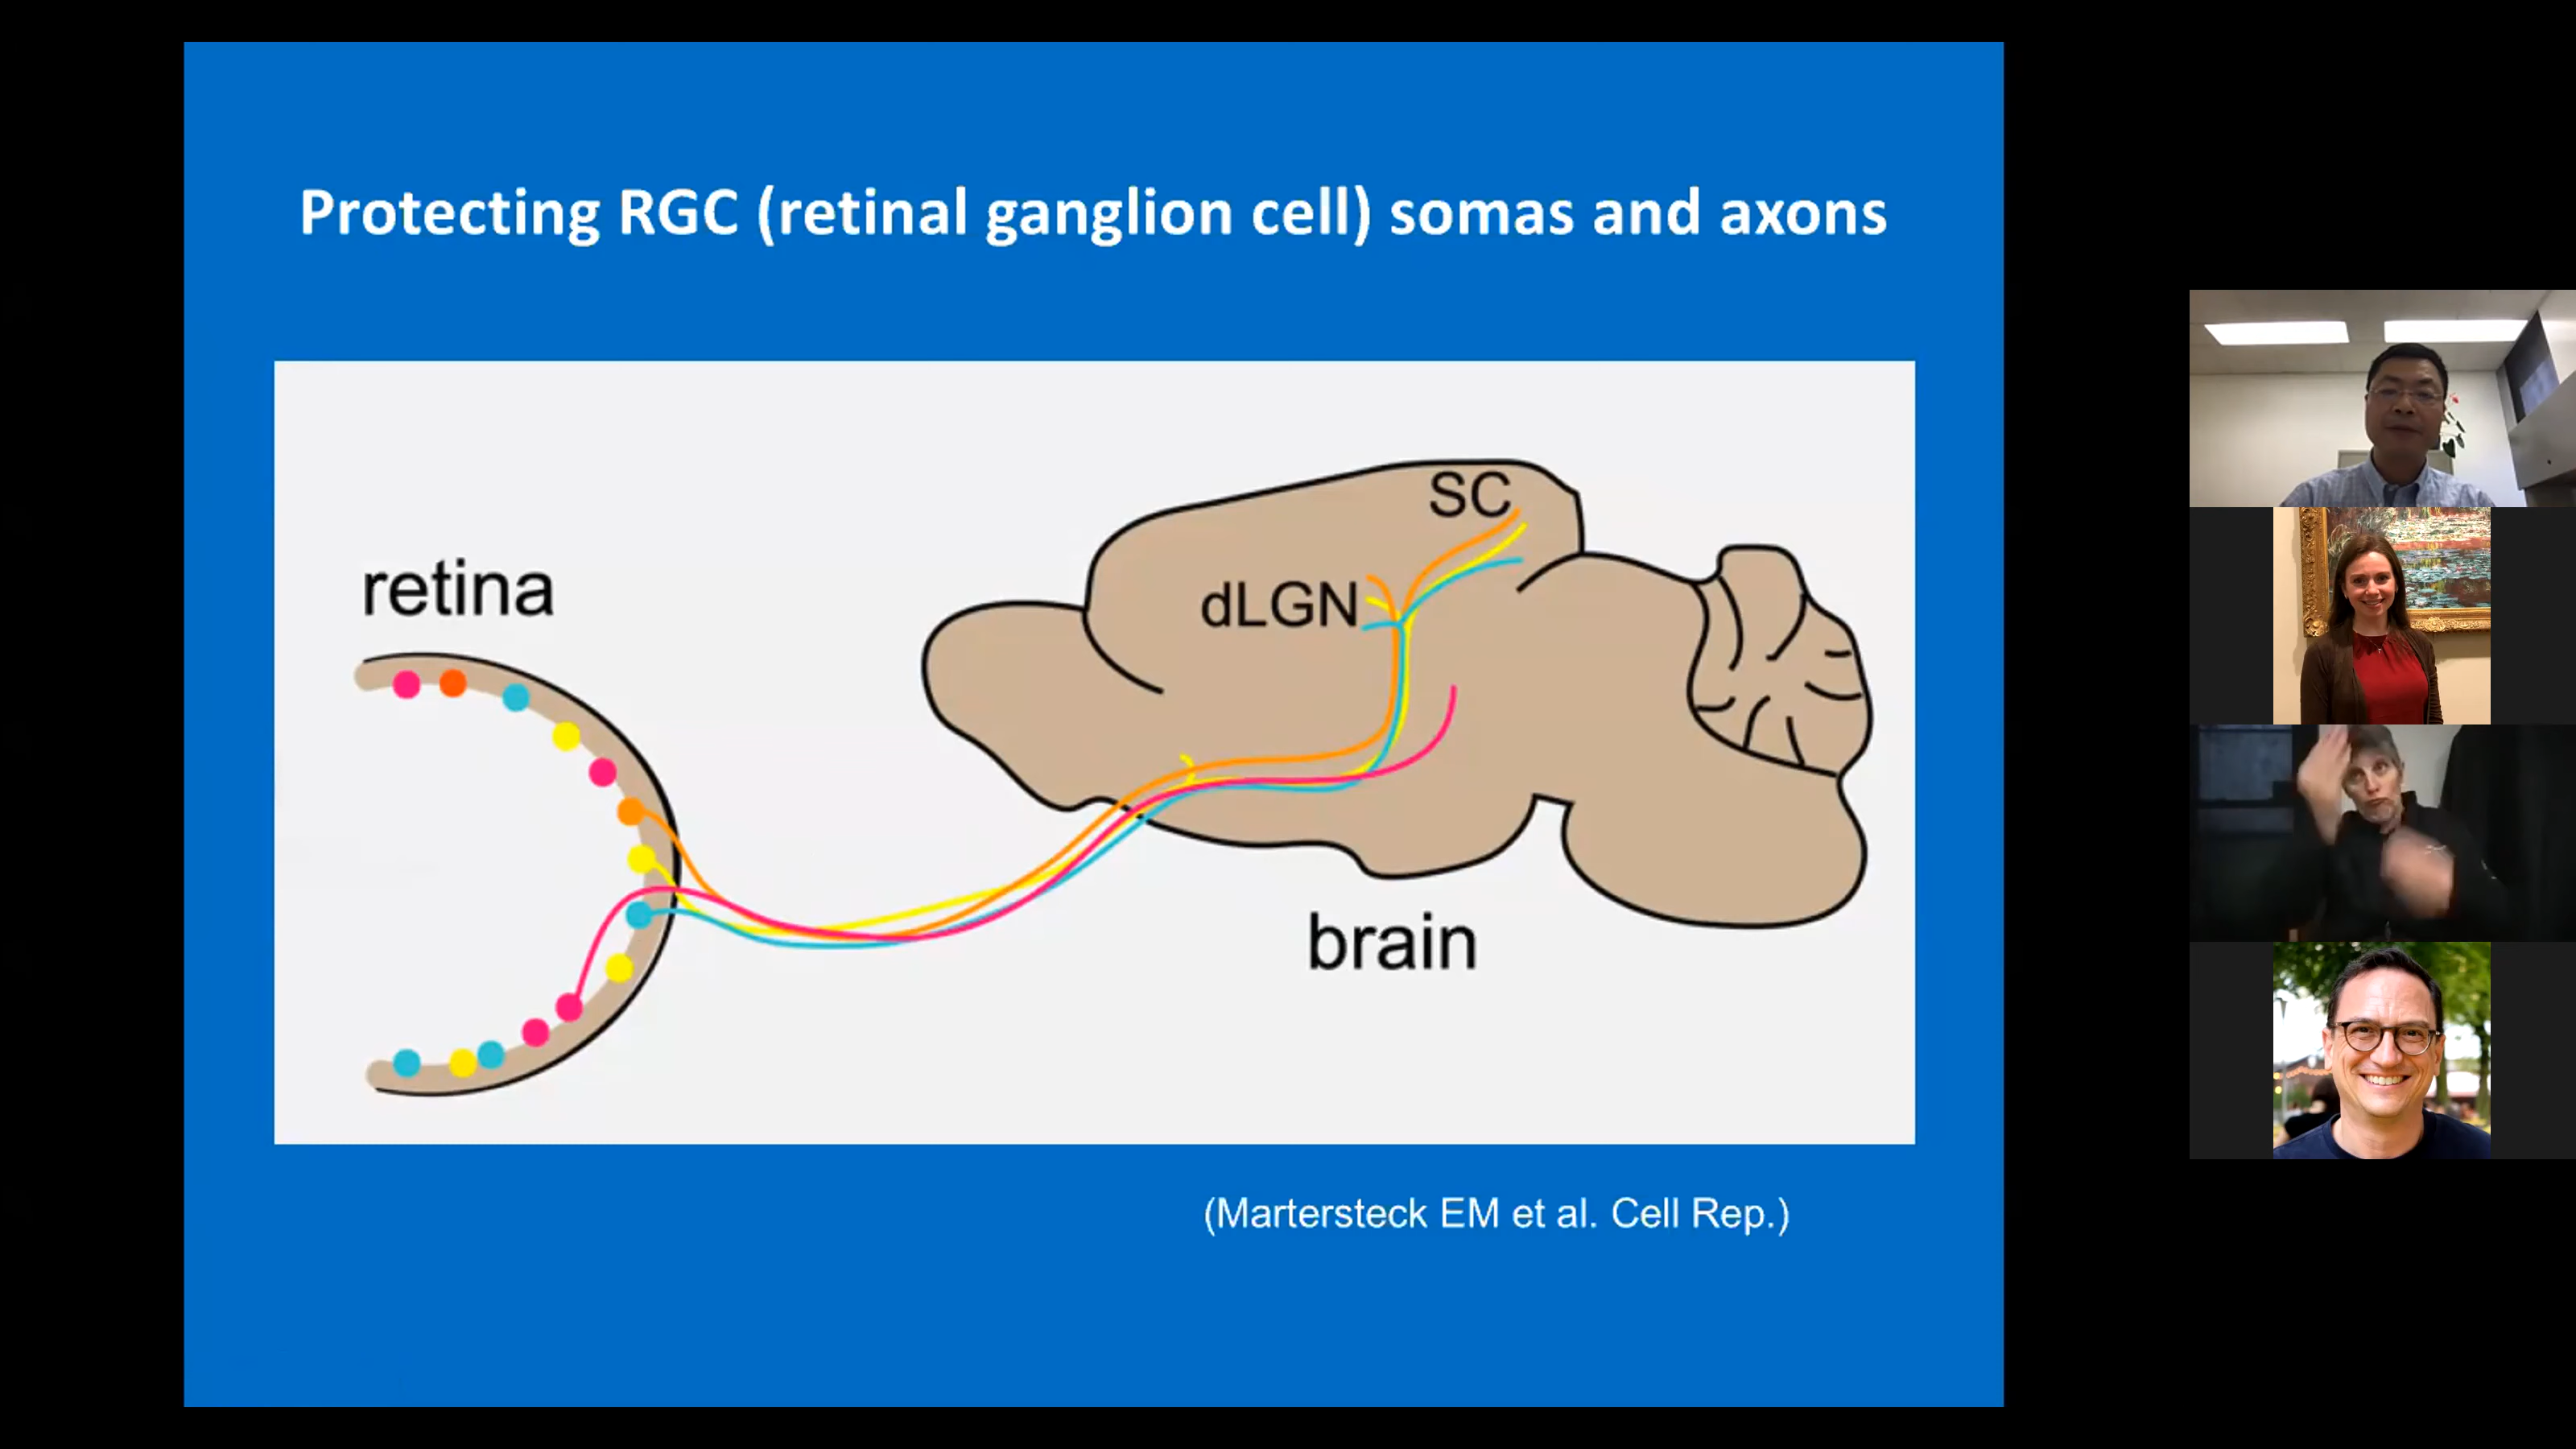 Protecting RGC (retinal ganglion cell) somas and axons
SC
dLGN
retina
brain
(Martersteck EM et al. Cell Rep.)